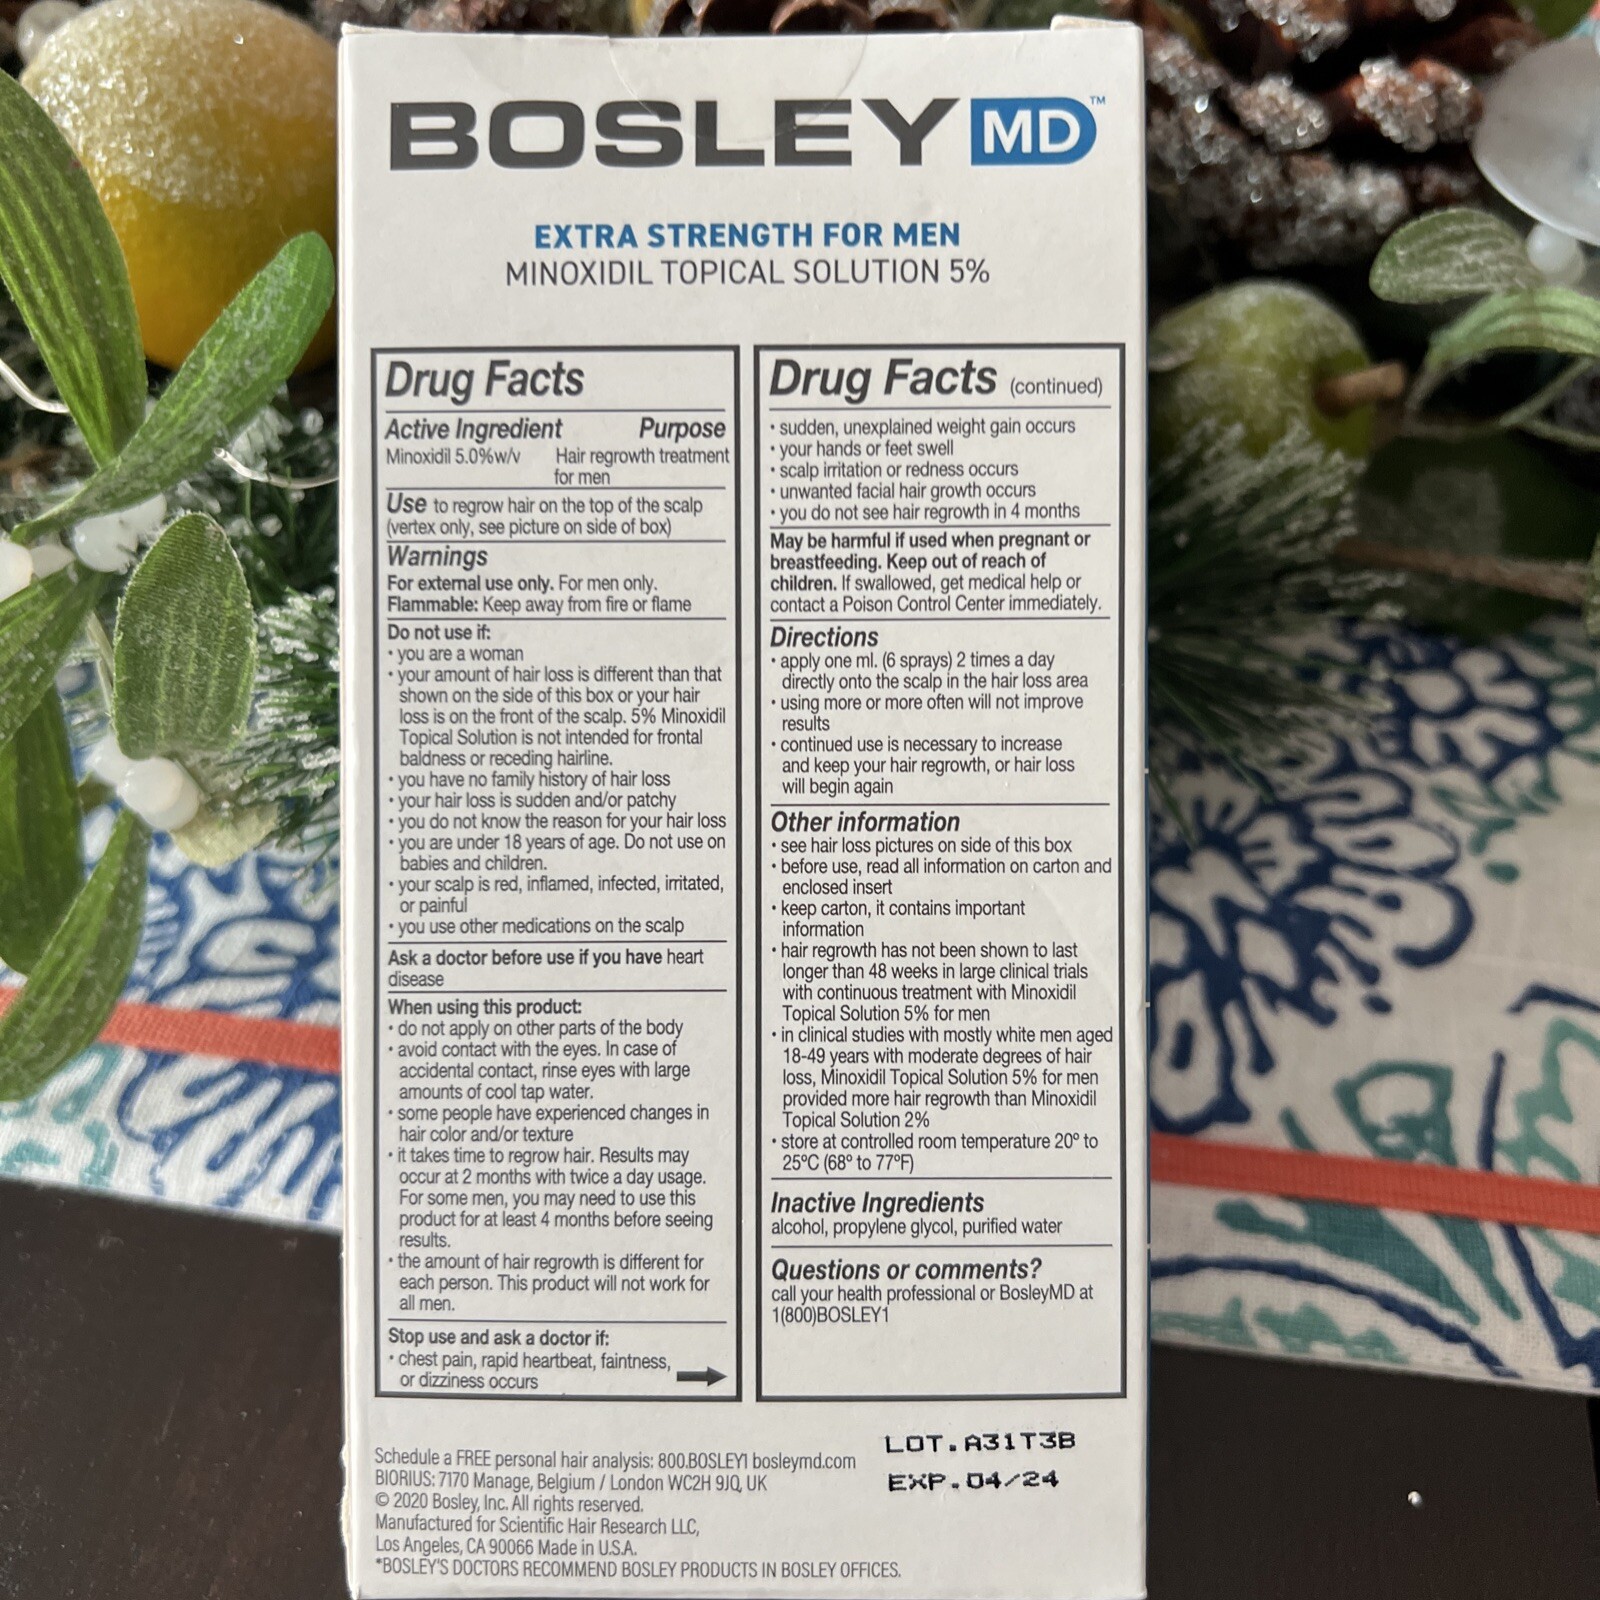 BOSLEY MD™
EXTRA STRENGTH FOR MEN
MINOXIDIL TOPICAL SOLUTION 5%
Drug Facts
Active Ingredient Purpose
Minoxidil 5.0%w/v Hair regrowth treatment
for men
Use to regrow hair on the top of the scalp
(vertex only, see picture on side of box)
Warnings
For external use only. For men only.
Flammable: Keep away from fire or flame
Do not use if:
• you are a woman
• your amount of hair loss is different than that
shown on the side of this box or your hair
loss is on the front of the scalp. 5% Minoxidil
Topical Solution is not intended for frontal
baldness or receding hairline.
• you have no family history of hair loss
• your hair loss is sudden and/or patchy
• you do not know the reason for your hair loss
• you are under 18 years of age. Do not use on
babies and children.
• your scalp is red, inflamed, infected, irritated,
or painful
• you use other medications on the scalp
Ask a doctor before use if you have heart
disease
When using this product:
• do not apply on other parts of the body
• avoid contact with the eyes. In case of
accidental contact, rinse eyes with large
amounts of cool tap water.
• some people have experienced changes in
hair color and/or texture
• it takes time to regrow hair. Results may
occur at 2 months with twice a day usage.
For some men, you may need to use this
product for at least 4 months before seeing
results.
• the amount of hair regrowth is different for
each person. This product will not work for
all men.
Stop use and ask a doctor if:
• chest pain, rapid heartbeat, faintness,
or dizziness occurs
Drug Facts (continued)
• sudden, unexplained weight gain occurs
• your hands or feet swell
• scalp irritation or redness occurs
• unwanted facial hair growth occurs
• you do not see hair regrowth in 4 months
May be harmful if used when pregnant or
breastfeeding. Keep out of reach of
children. If swallowed, get medical help or
contact a Poison Control Center immediately.
Directions
• apply one ml. (6 sprays) 2 times a day
directly onto the scalp in the hair loss area
• using more or more often will not improve
results
• continued use is necessary to increase
and keep your hair regrowth, or hair loss
will begin again
Other information
• see hair loss pictures on side of this box
• before use, read all information on carton and
enclosed insert
• keep carton, it contains important
information
• hair regrowth has not been shown to last
longer than 48 weeks in large clinical trials
with continuous treatment with Minoxidil
Topical Solution 5% for men
• in clinical studies with mostly white men aged
18-49 years with moderate degrees of hair
loss, Minoxidil Topical Solution 5% for men
provided more hair regrowth than Minoxidil
Topical Solution 2%
• store at controlled room temperature 20º to
25ºC (68º to 77ºF)
Inactive Ingredients
alcohol, propylene glycol, purified water
Questions or comments?
call your health professional or BosleyMD at
1(800)BOSLEY1
Schedule a FREE personal hair analysis: 800.BOSLEY1 bosleymd.com
BIORIUS: 7170 Manage, Belgium / London WC2H 9JQ, UK
© 2020 Bosley, Inc. All rights reserved.
Manufactured for Scientific Hair Research LLC,
Los Angeles, CA 90066 Made in U.S.A.
*BOSLEY'S DOCTORS RECOMMEND BOSLEY PRODUCTS IN BOSLEY OFFICES.
LOT.A31T3B
EXP.04/24